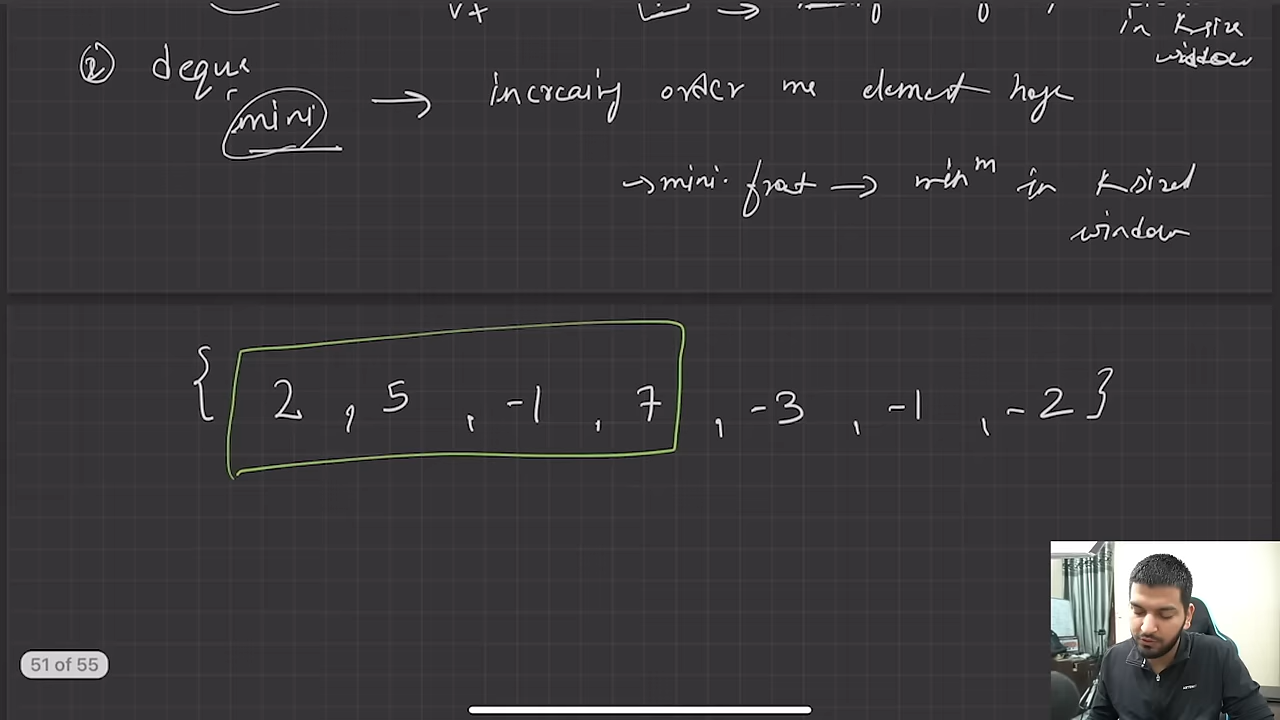 in K size
window
② deque
mini → increasing order me element hoge
→ mini. front → minᵐ in K sized
window
{ 2 , 5 , -1 , 7 , -3 , -1 , -2 }
51 of 55